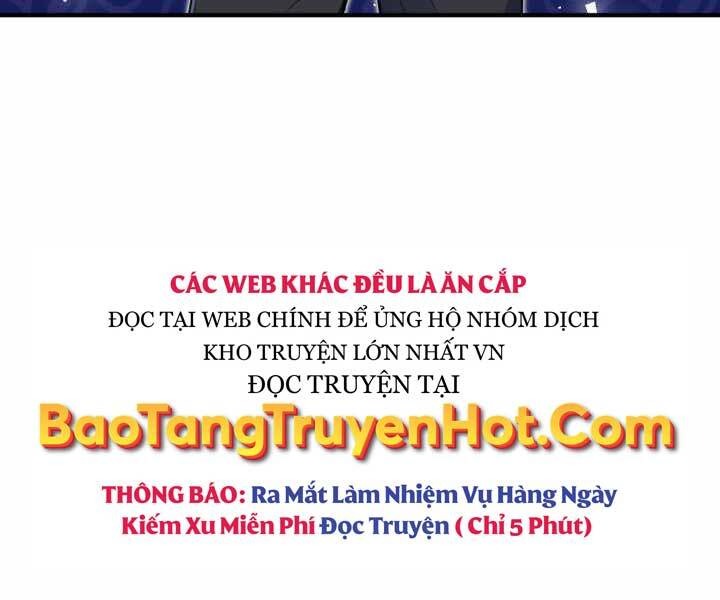 CÁC WEB KHÁC ĐỀU LÀ ĂN CẮP
ĐỌC TẠI WEB CHÍNH ĐỂ ỦNG HỘ NHÓM DỊCH
KHO TRUYỆN LỚN NHẤT VN
ĐỌC TRUYỆN TẠI
BaoTangTruyenHot.Com
THÔNG BÁO: Ra Mắt Làm Nhiệm Vụ Hàng Ngày
Kiếm Xu Miễn Phí Đọc Truyện ( Chỉ 5 Phút)